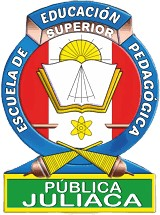 ESCUELA DE EDUCACIÓN SUPERIOR PEDAGÓGICA
PÚBLICA
JULIACA